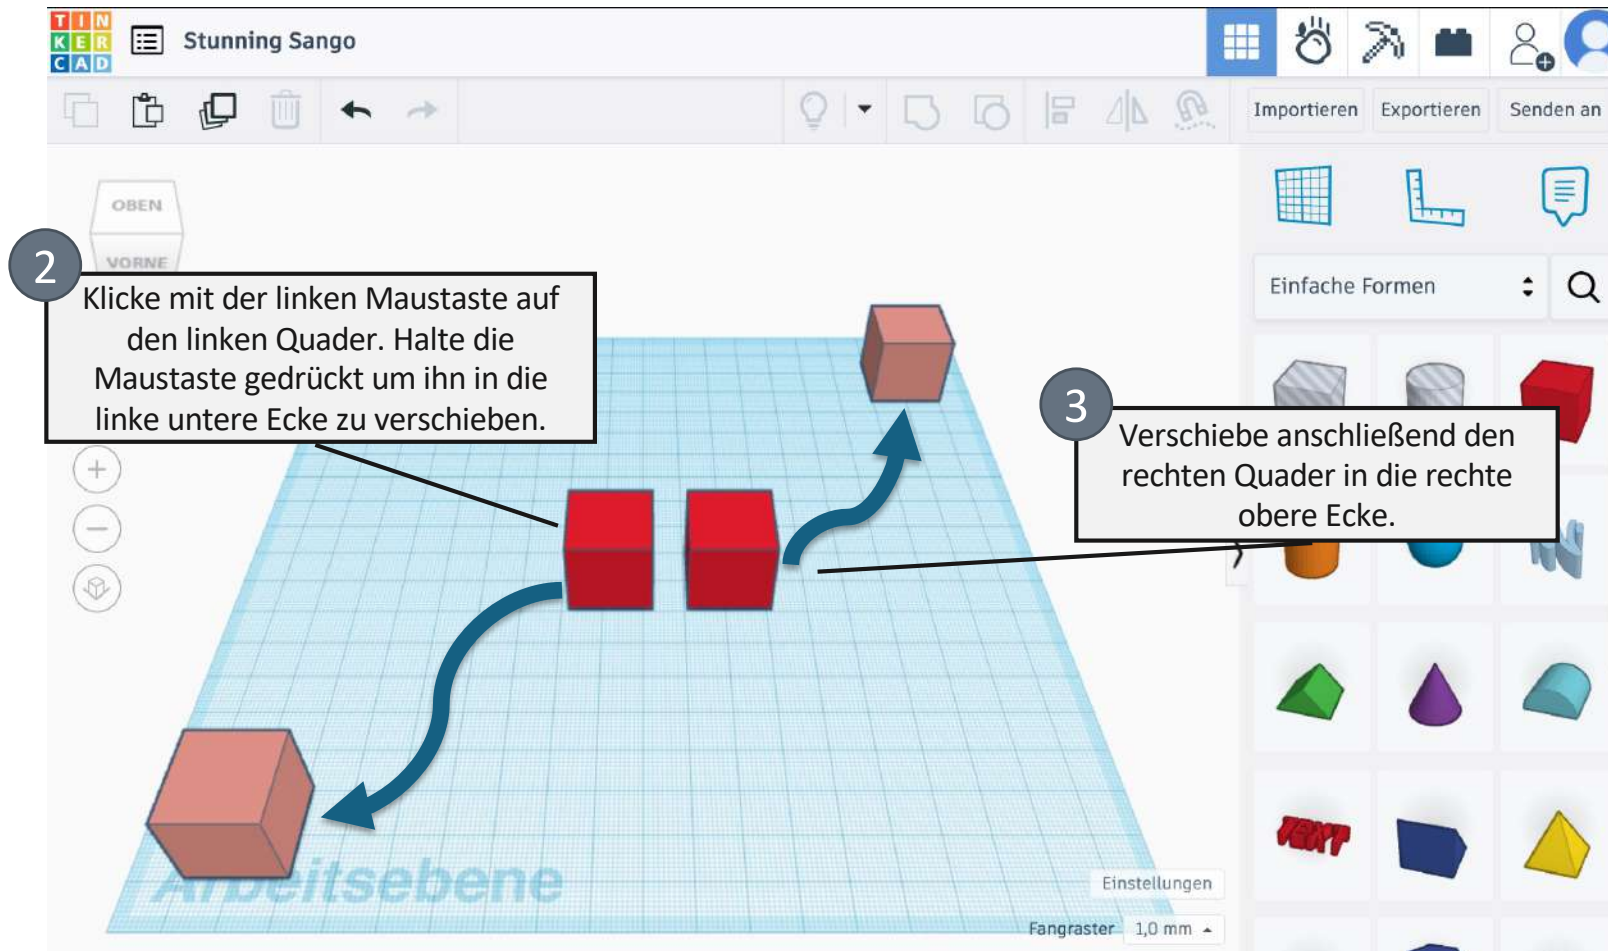 TIN
KER
CAD
Stunning Sango
Importieren
Exportieren
Senden an
OBEN
VORNE
2
Klicke mit der linken Maustaste auf
den linken Quader. Halte die
Maustaste gedrückt um ihn in die
linke untere Ecke zu verschieben.
Einfache Formen
3
Verschiebe anschließend den
rechten Quader in die rechte
obere Ecke.
TEXT
Arbeitsebene
Einstellungen
Fangraster 1,0 mm